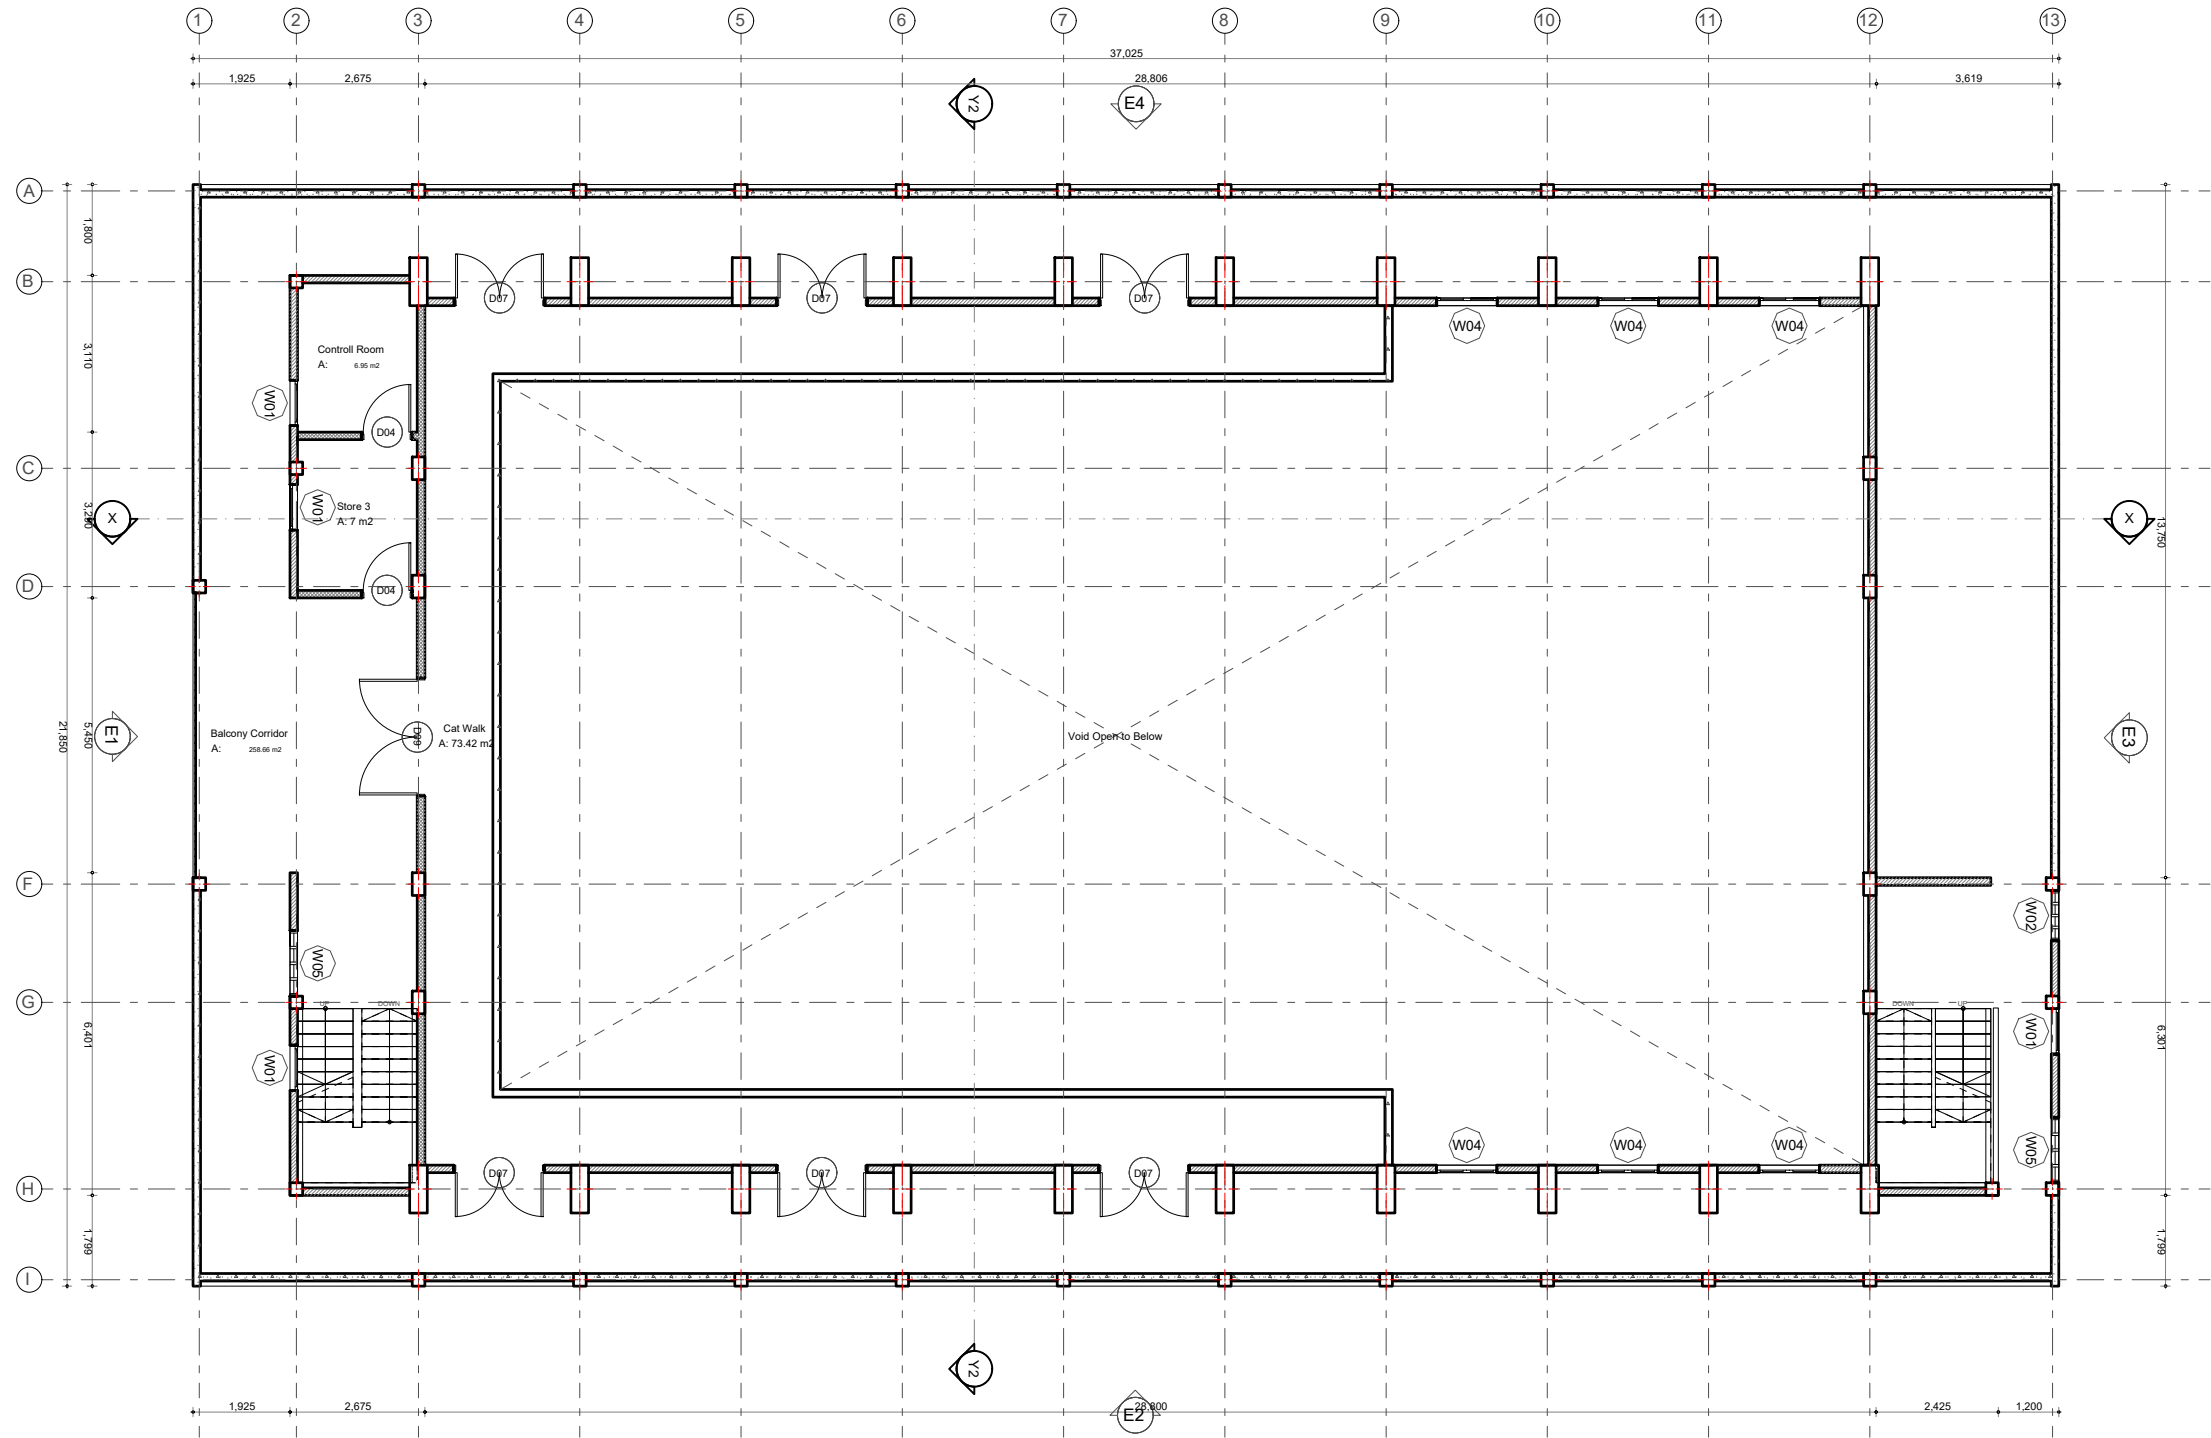 1 2 3 4 5 6 7 8 9 10 11 12 13
37,025
1,925 2,675 28,806 3,619
Y2 E4
A
1,800
B
D07 D07 D07
W04 W04 W04
3,110
Controll Room
A: 6.95 m2
W01
D04
C
W01
Store 3
A: 7 m2
X X
13,750
D
D04
21,850
5,450
E1
Balcony Corridor
A: 258.66 m2
D09
Cat Walk
A: 73.42 m2
Void Open to Below
E3
F
W02
W05
G
UP DOWN DOWN UP
6,401
W01
W01
6,301
W04 W04 W04
W05
D07 D07 D07
H
1,799 1,799
I
Y2
1,925 2,675 28,800 2,425 1,200
E2